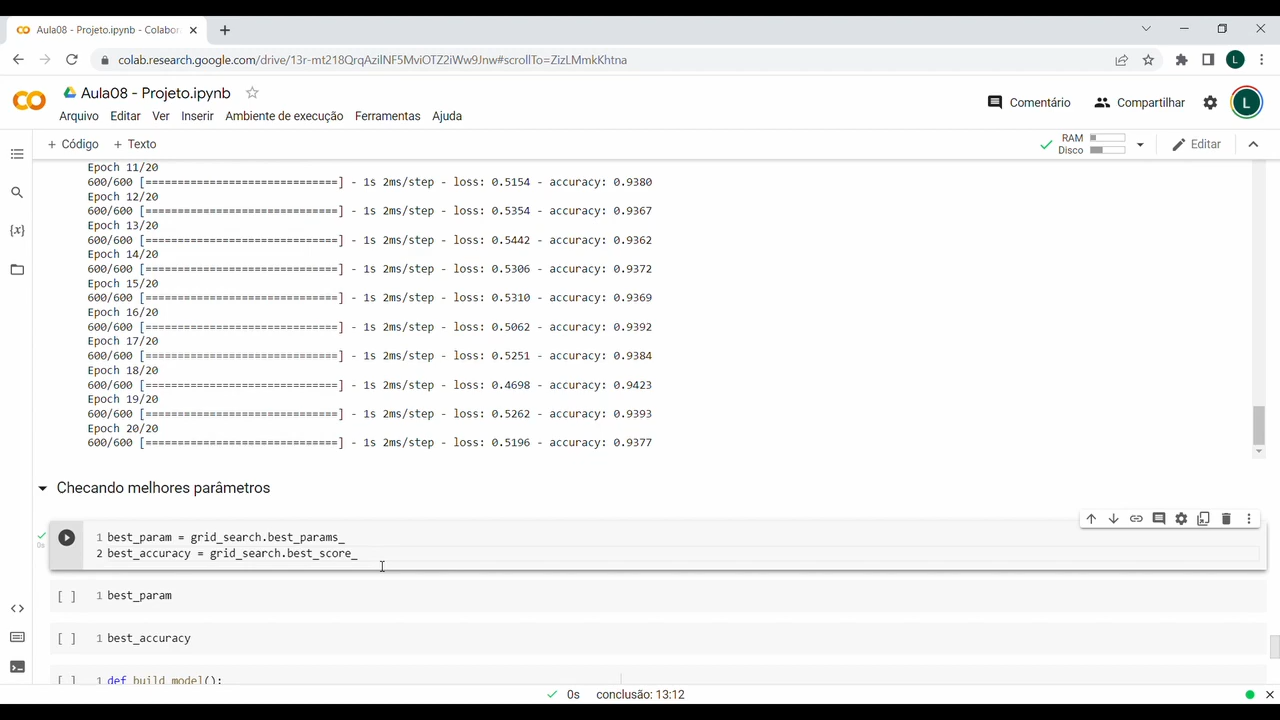 Aula08 - Projeto.ipynb - Colabor
colab.research.google.com/drive/13r-mt218QrqAzilNF5MviOTZ2iWw9Jnw#scrollTo=ZizLMmkKhtna
L
Aula08 - Projeto.ipynb
Arquivo Editar Ver Inserir Ambiente de execução Ferramentas Ajuda
Comentário Compartilhar L
+ Código + Texto
RAM
Disco
Editar
Epoch 11/20
600/600 [==============================] - 1s 2ms/step - loss: 0.5154 - accuracy: 0.9380
Epoch 12/20
600/600 [==============================] - 1s 2ms/step - loss: 0.5354 - accuracy: 0.9367
Epoch 13/20
600/600 [==============================] - 1s 2ms/step - loss: 0.5442 - accuracy: 0.9362
Epoch 14/20
600/600 [==============================] - 1s 2ms/step - loss: 0.5306 - accuracy: 0.9372
Epoch 15/20
600/600 [==============================] - 1s 2ms/step - loss: 0.5310 - accuracy: 0.9369
Epoch 16/20
600/600 [==============================] - 1s 2ms/step - loss: 0.5062 - accuracy: 0.9392
Epoch 17/20
600/600 [==============================] - 1s 2ms/step - loss: 0.5251 - accuracy: 0.9384
Epoch 18/20
600/600 [==============================] - 1s 2ms/step - loss: 0.4698 - accuracy: 0.9423
Epoch 19/20
600/600 [==============================] - 1s 2ms/step - loss: 0.5262 - accuracy: 0.9393
Epoch 20/20
600/600 [==============================] - 1s 2ms/step - loss: 0.5196 - accuracy: 0.9377
Checando melhores parâmetros
1 best_param = grid_search.best_params_
2 best_accuracy = grid_search.best_score_
0s
[ ] 1 best_param
[ ] 1 best_accuracy
[ ] 1 def build_model():
0s conclusão: 13:12